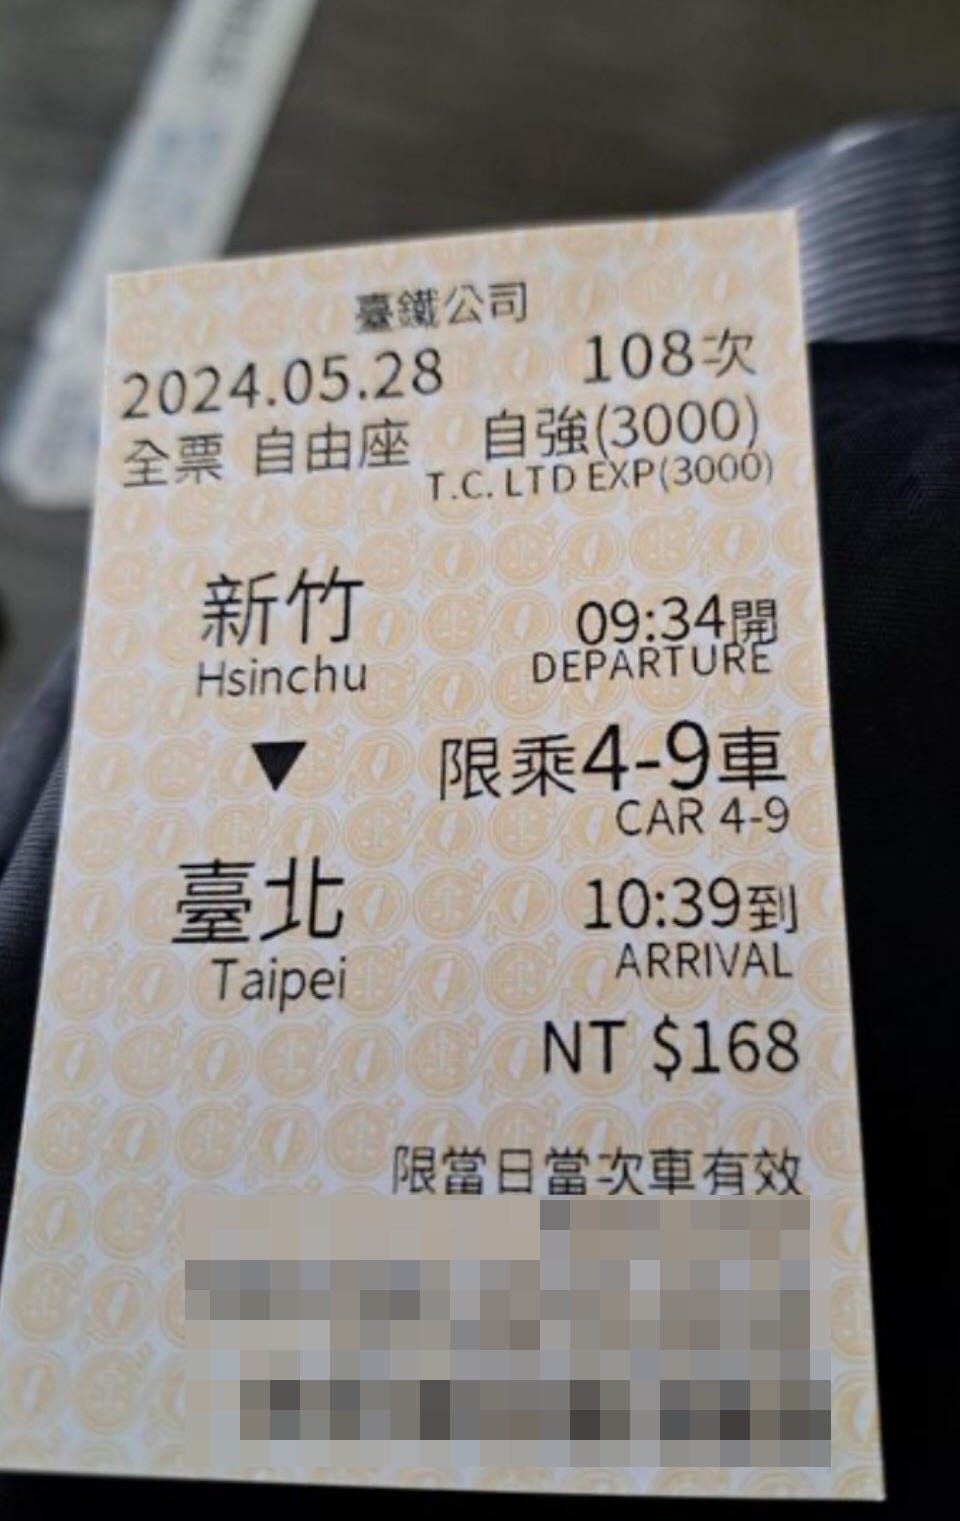 臺鐵公司
2024.05.28 108次
全票 自由座 自強(3000)
T.C. LTD EXP(3000)
新竹 09:34開
Hsinchu DEPARTURE
▼ 限乘4-9車
CAR 4-9
臺北 10:39到
Taipei ARRIVAL
NT $168
限當日當次車有效